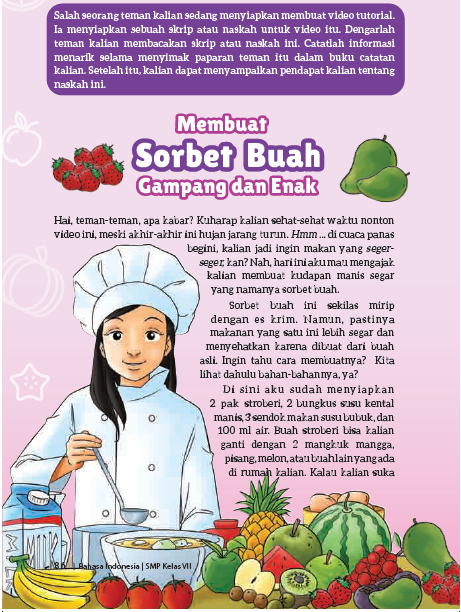 Salah seorang teman kalian sedang menyiapkan membuat video tutorial.
Ia menyiapkan sebuah skrip atau naskah untuk video itu. Dengarlah
teman kalian membacakan skrip atau naskah ini. Catatlah informasi
menarik selama menyimak paparan teman itu dalam buku catatan
kalian. Setelah itu, kalian dapat menyampaikan pendapat kalian tentang
naskah ini.
Membuat
Sorbet Buah
Gampang dan Enak
Hai, teman-teman, apa kabar? Kuharap kalian sehat-sehat waktu nonton
video ini, meski akhir-akhir ini hujan jarang turun. Hmm ... di cuaca panas
begini, kalian jadi ingin makan yang seger-
seger, kan? Nah, hari ini aku mau mengajak
kalian membuat kudapan manis segar
yang namanya sorbet buah.
Sorbet buah ini sekilas mirip
dengan es krim. Namun, pastinya
makanan yang satu ini lebih segar dan
menyehatkan karena dibuat dari buah
asli. Ingin tahu cara membuatnya? Kita
lihat dahulu bahan-bahannya, ya?
Di sini aku sudah menyiapkan
2 pak stroberi, 2 bungkus susu kental
manis, 3 sendok makan susu bubuk, dan
100 ml air. Buah stroberi bisa kalian
ganti dengan 2 mangkuk mangga,
pisang, melon, atau buah lain yang ada
di rumah kalian. Kalau kalian suka
86 | Bahasa Indonesia | SMP Kelas VII